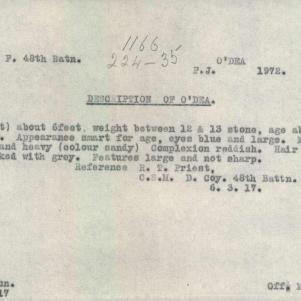 F. 48th Batn.
1166
O'DEA
224-35
P.J. 1972.
DESCRIPTION OF O'DEA.
t) about 6feet, weight between 12 & 13 stone, age ab
. Appearance smart for age, eyes blue and large.
and heavy (colour sandy) Complexion reddish. Hair
ked with grey. Features large and not sharp.
Reference R. T. Priest,
C.S.M. D. Coy. 48th Battn.
6. 3. 17.
on.
17
Off.